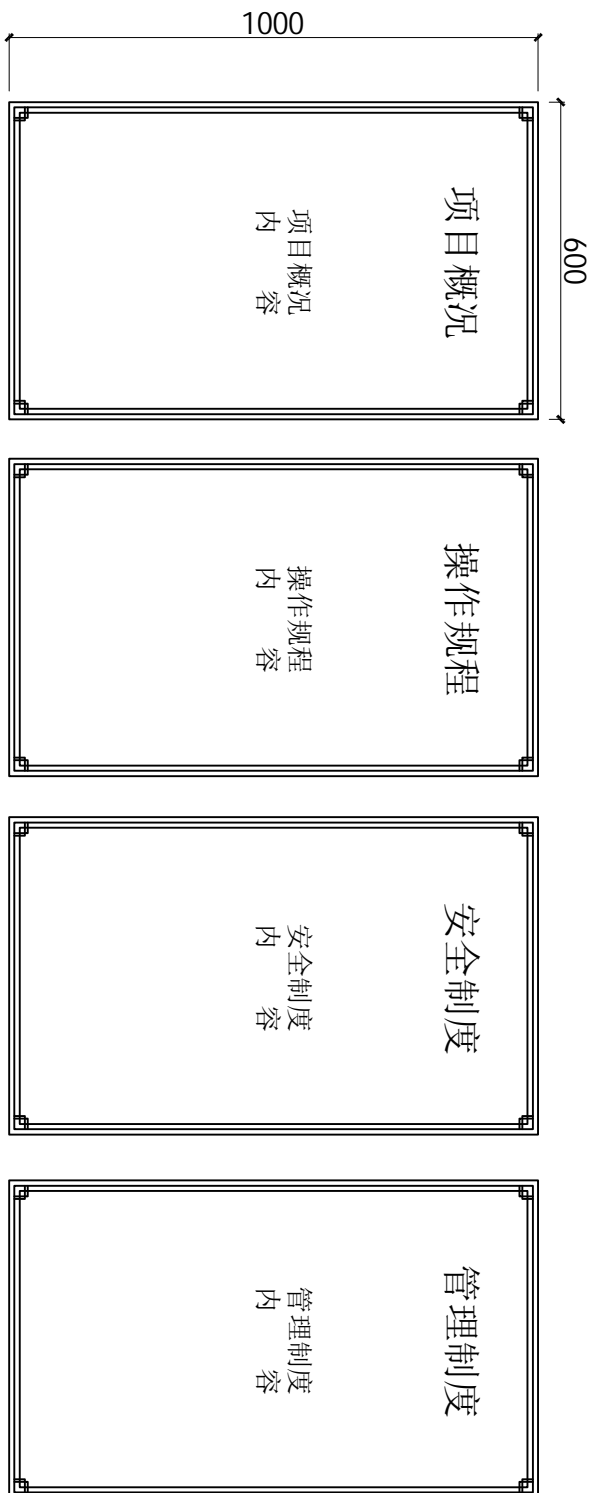 1000
600
项目概况
项目概况
内 容
操作规程
操作规程
内 容
安全制度
安全制度
内 容
管理制度
管理制度
内 容